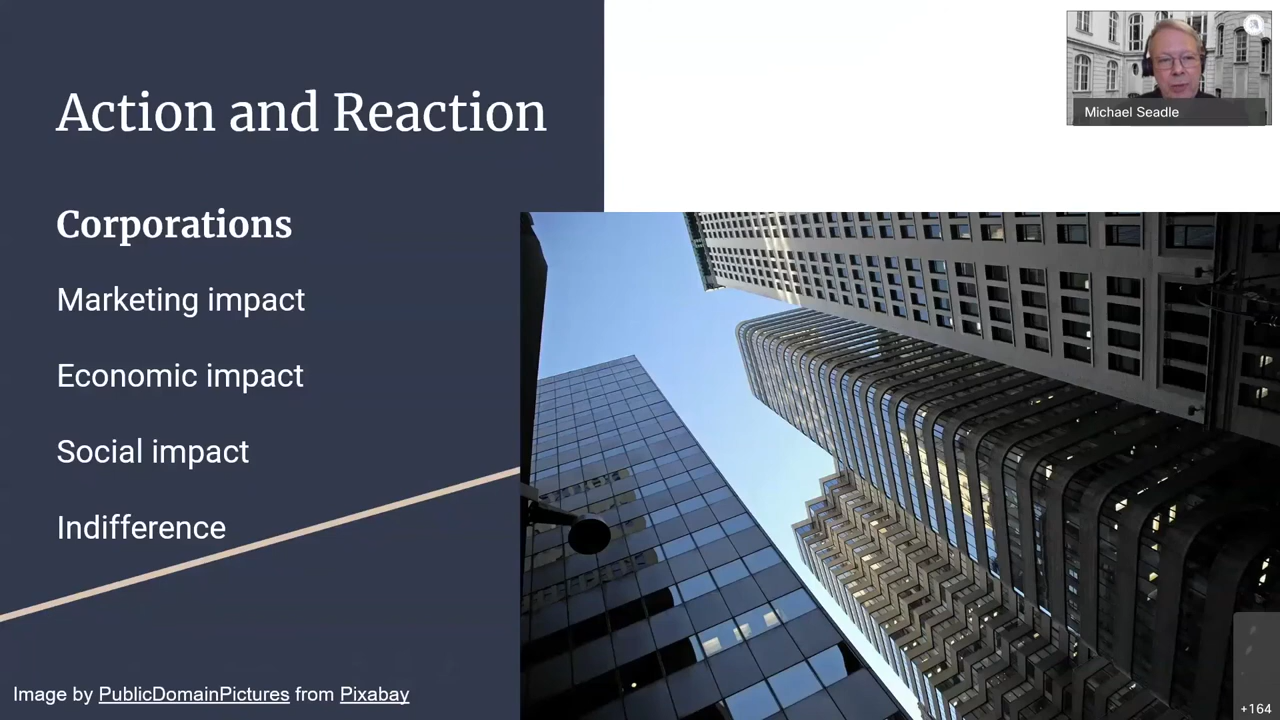 Action and Reaction
Michael Seadle
Corporations
Marketing impact
Economic impact
Social impact
Indifference
Image by PublicDomainPictures from Pixabay
+164